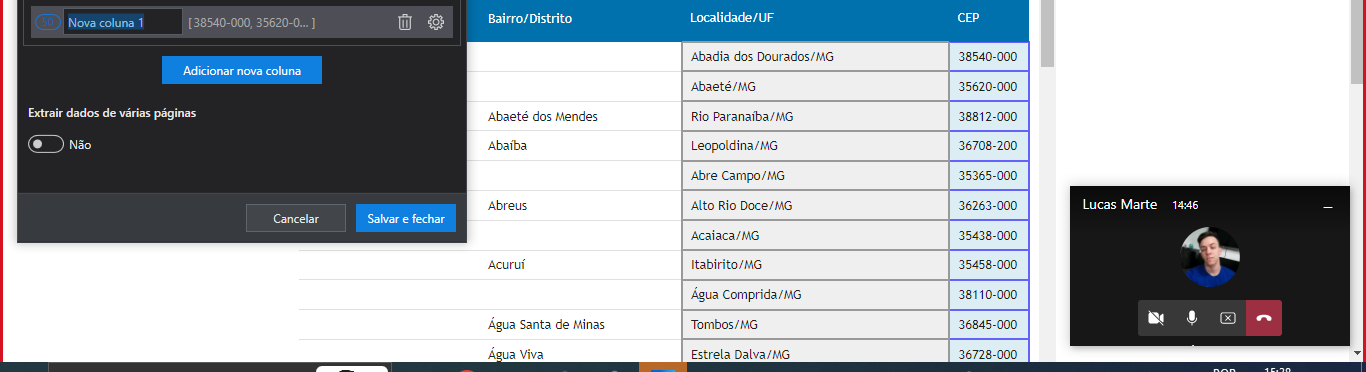 Nova coluna 1 [ 38540-000, 35620-0... ]
Adicionar nova coluna
Extrair dados de várias páginas
Não
Cancelar Salvar e fechar
Bairro/Distrito Localidade/UF CEP
Abadia dos Dourados/MG 38540-000
Abaeté/MG 35620-000
Abaeté dos Mendes Rio Paranaíba/MG 38812-000
Abaíba Leopoldina/MG 36708-200
Abre Campo/MG 35365-000
Abreus Alto Rio Doce/MG 36263-000
Acaiaca/MG 35438-000
Acuruí Itabirito/MG 35458-000
Água Comprida/MG 38110-000
Água Santa de Minas Tombos/MG 36845-000
Água Viva Estrela Dalva/MG 36728-000
Lucas Marte 14:46